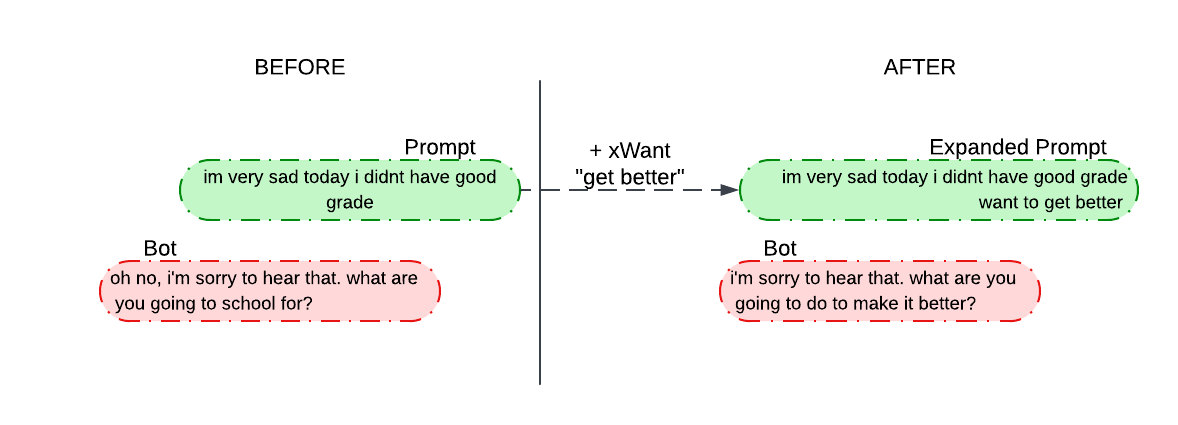 BEFORE
AFTER
Prompt
im very sad today i didnt have good
grade
Bot
oh no, i'm sorry to hear that. what are
you going to school for?
+ xWant
"get better"
Expanded Prompt
im very sad today i didnt have good grade
want to get better
Bot
i'm sorry to hear that. what are you
going to do to make it better?